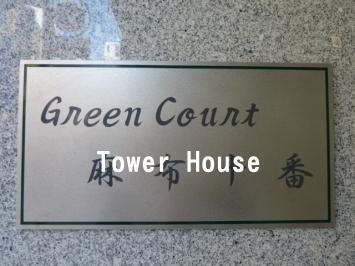 Green Court
Tower House
麻布十番